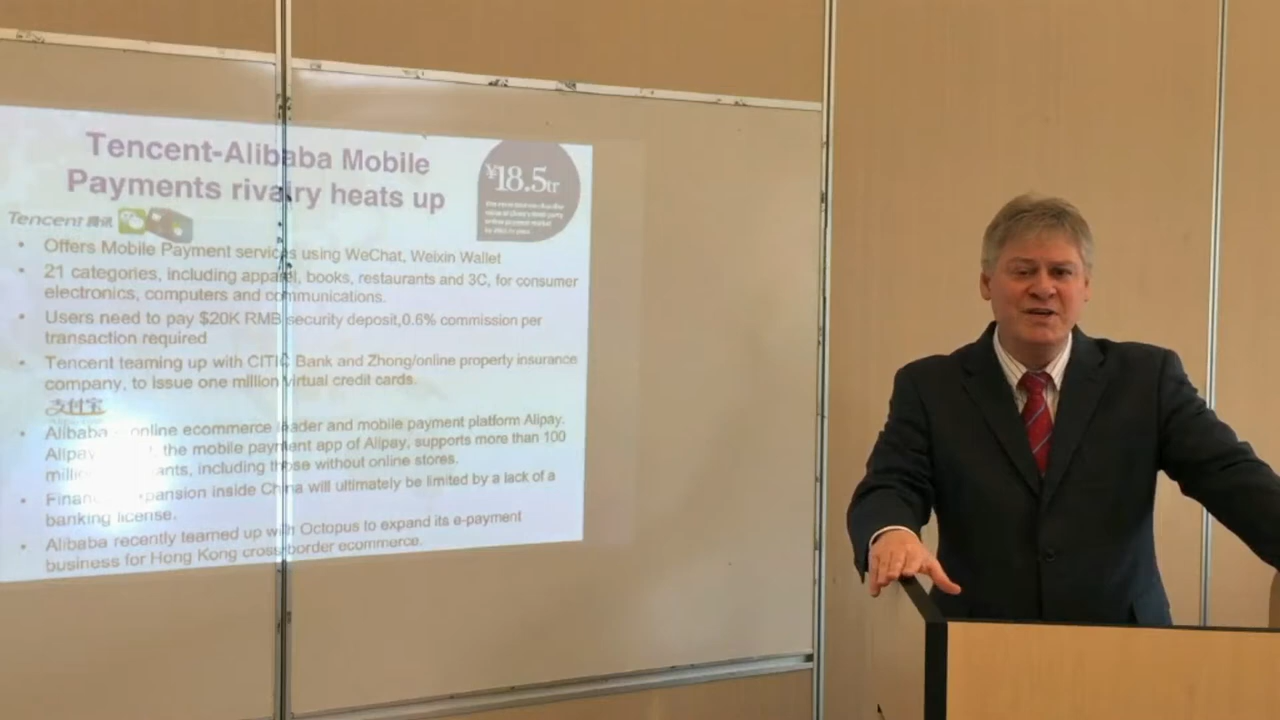 Tencent-Alibaba Mobile
Payments rivalry heats up
¥18.5tr
Tencent 腾讯
• Offers Mobile Payment services using WeChat, Weixin Wallet
• 21 categories, including apparel, books, restaurants and 3C, for consumer
electronics, computers and communications.
• Users need to pay $20K RMB security deposit,0.6% commission per
transaction required
• Tencent teaming up with CITIC Bank and Zhong/online property insurance
company, to issue one million virtual credit cards.
支付宝
• Alibaba online ecommerce leader and mobile payment platform Alipay.
Alipay the mobile payment app of Alipay, supports more than 100
including those without online stores.
• inside China will ultimately be limited by a lack of a
banking license.
• Alibaba recently teamed up with Octopus to expand its e-payment
business for Hong Kong cross border ecommerce.